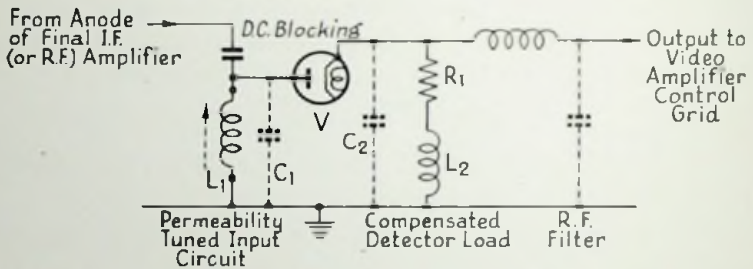 From Anode
of Final I.F.
(or R.F.) Amplifier
D.C. Blocking
V
L1
C1
C2
R1
L2
Output to
Video
Amplifier
Control
Grid
Permeability
Tuned Input
Circuit
Compensated
Detector Load
R.F.
Filter